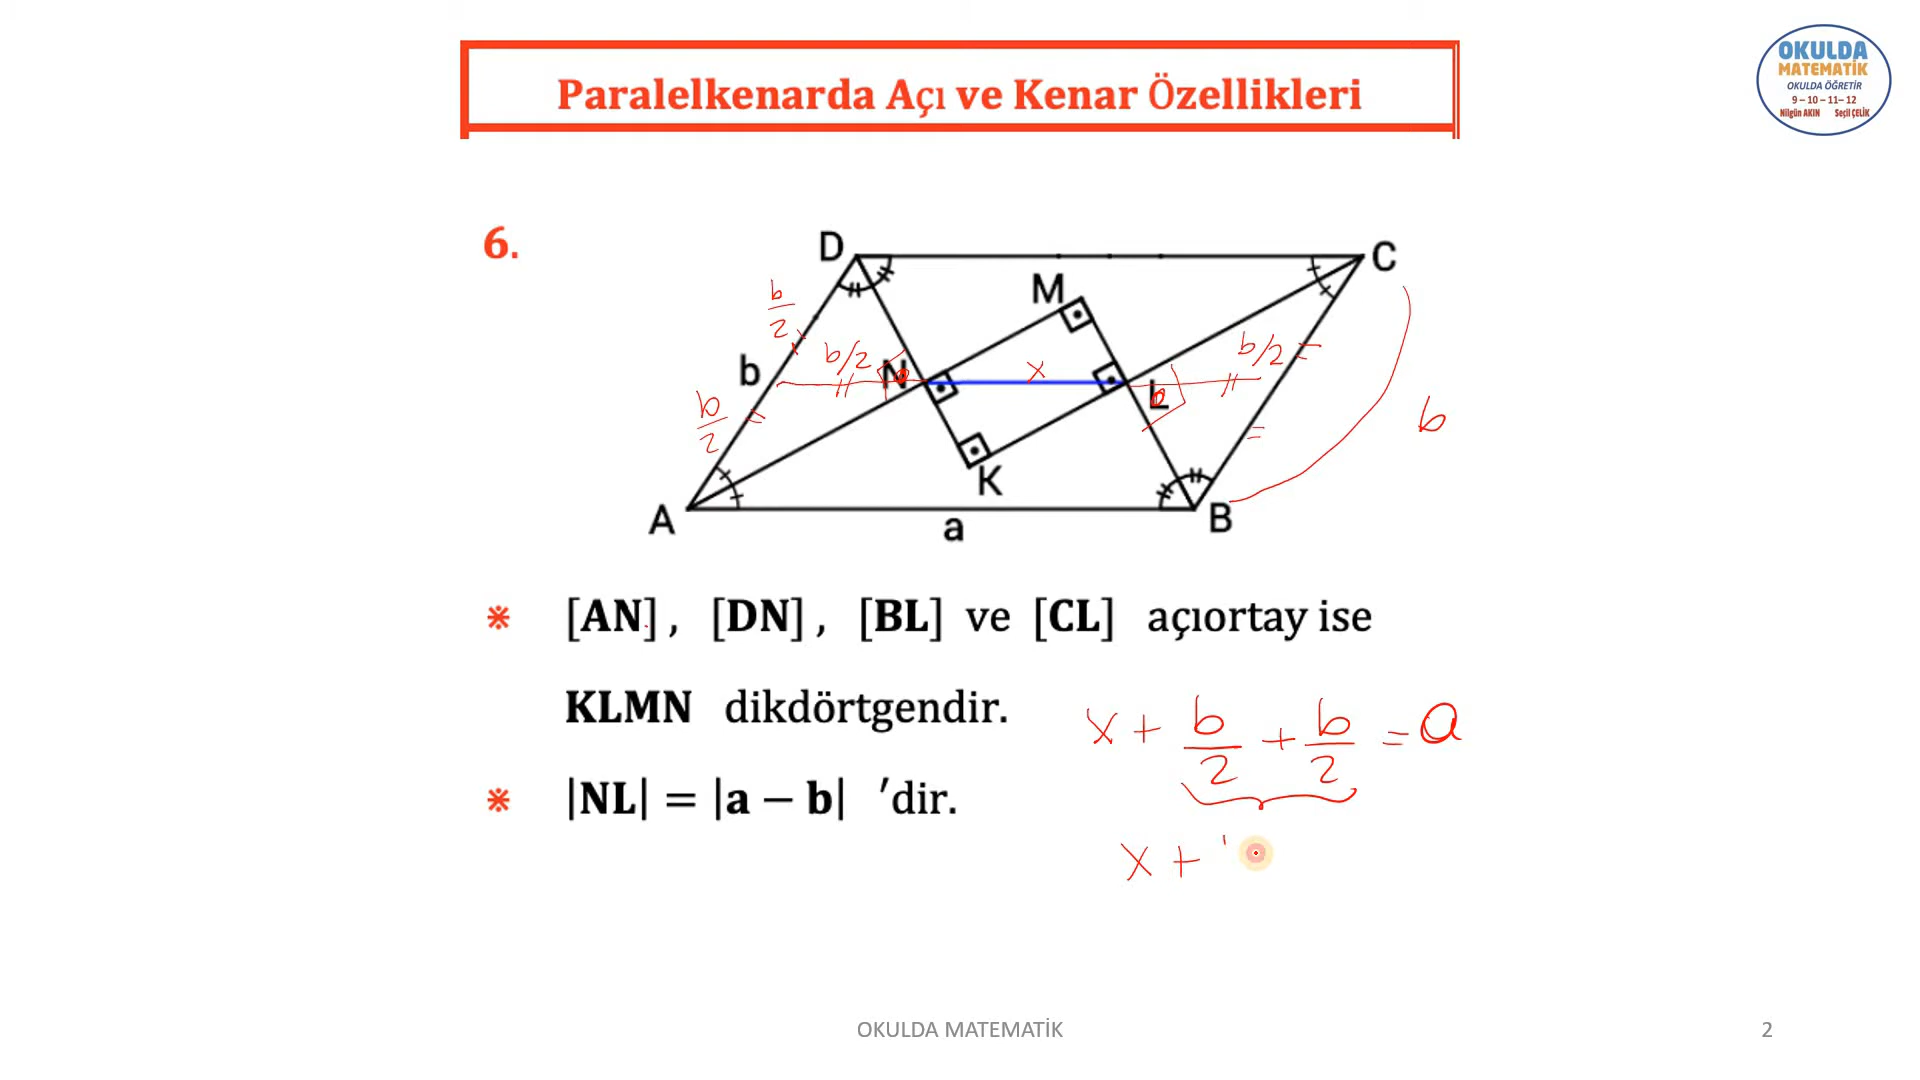 Paralelkenarda Açı ve Kenar Özellikleri
OKULDA
MATEMATİK
OKULDA ÖĞRETİR
9 – 10 – 11– 12
Nilgün AKIN Seçil ÇELİK
6.
D
C
M
b/2
b/2
N
x
b/2
L
b
b/2
b
K
A
B
a
※ [AN], [DN], [BL] ve [CL] açıortay ise
KLMN dikdörtgendir.
x + b/2 + b/2 = a
※ |NL| = |a − b| 'dir.
x +
OKULDA MATEMATİK
2